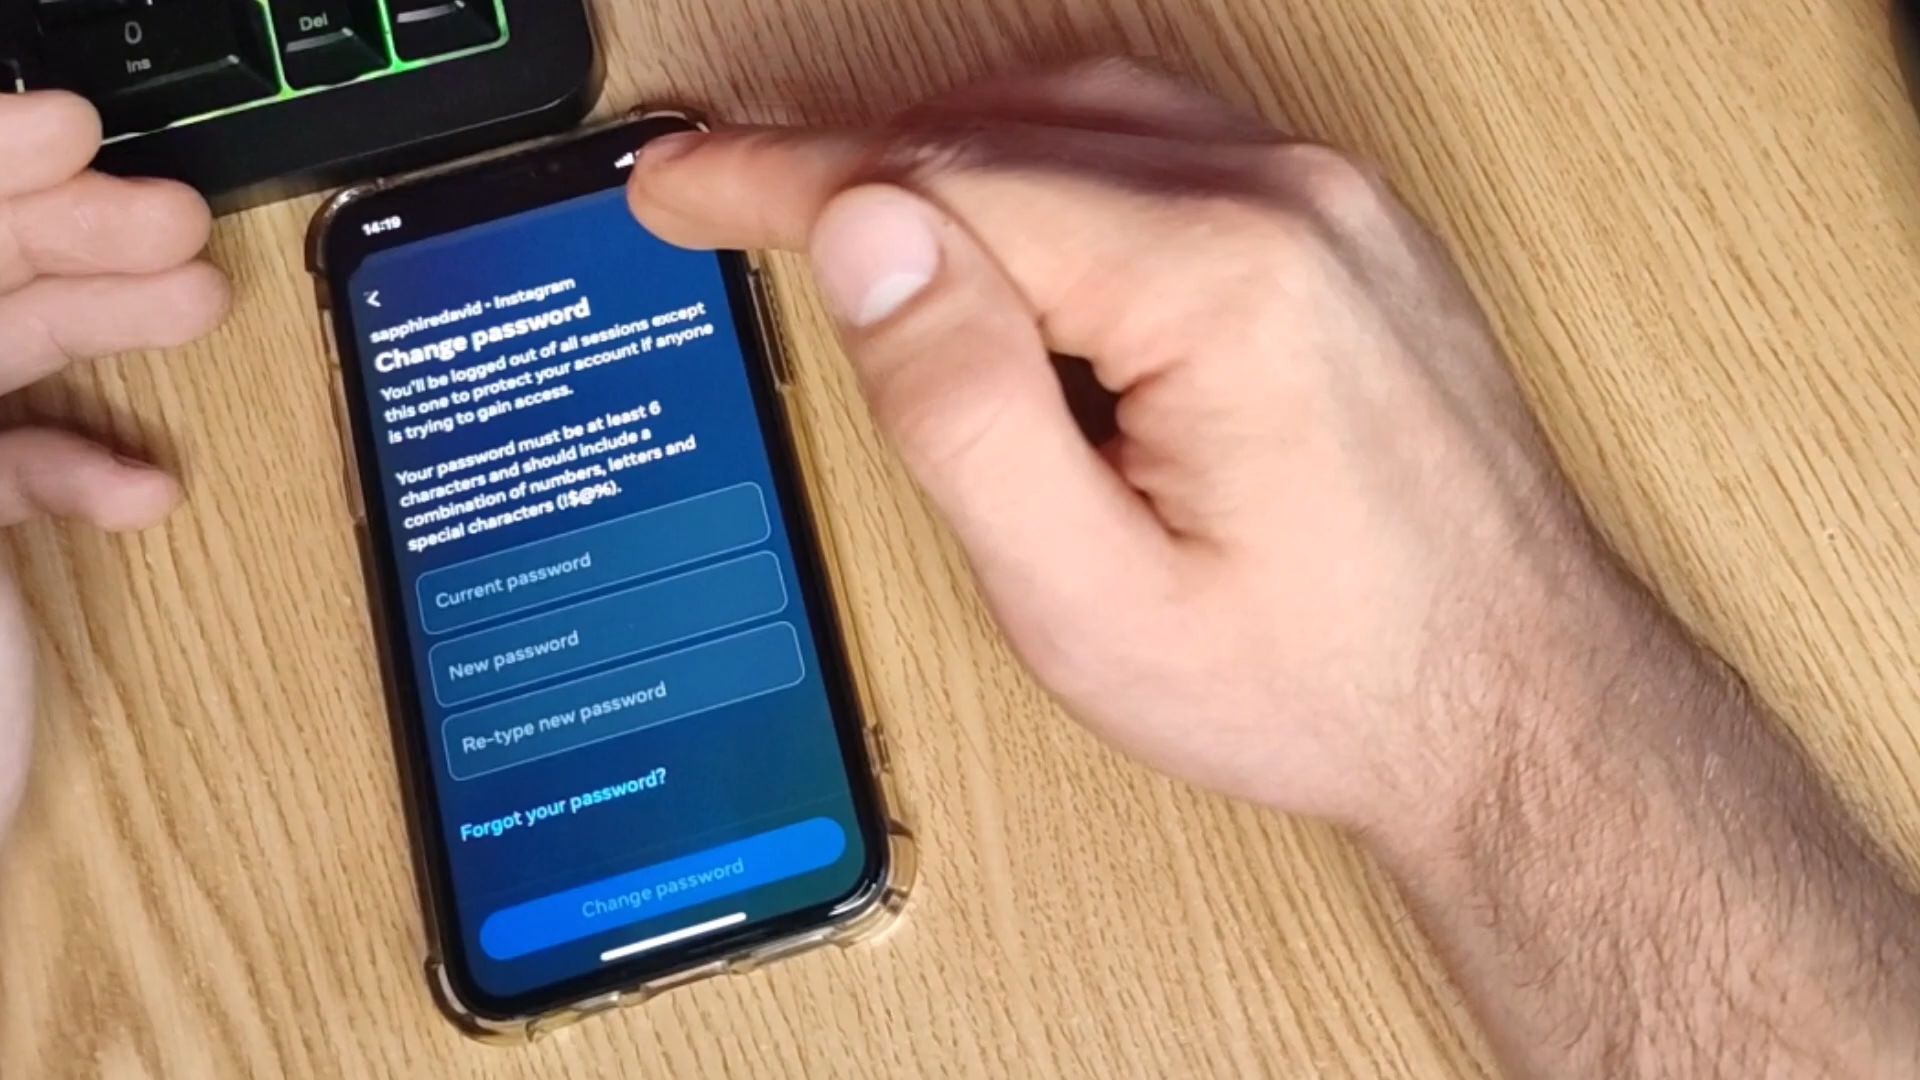 0
Ins
Del
14:19
sapphiredavid • Instagram
Change password
You'll be logged out of all sessions except
this one to protect your account if anyone
is trying to gain access.
Your password must be at least 6
characters and should include a
combination of numbers, letters and
special characters (!$@%).
Current password
New password
Re-type new password
Forgot your password?
Change password